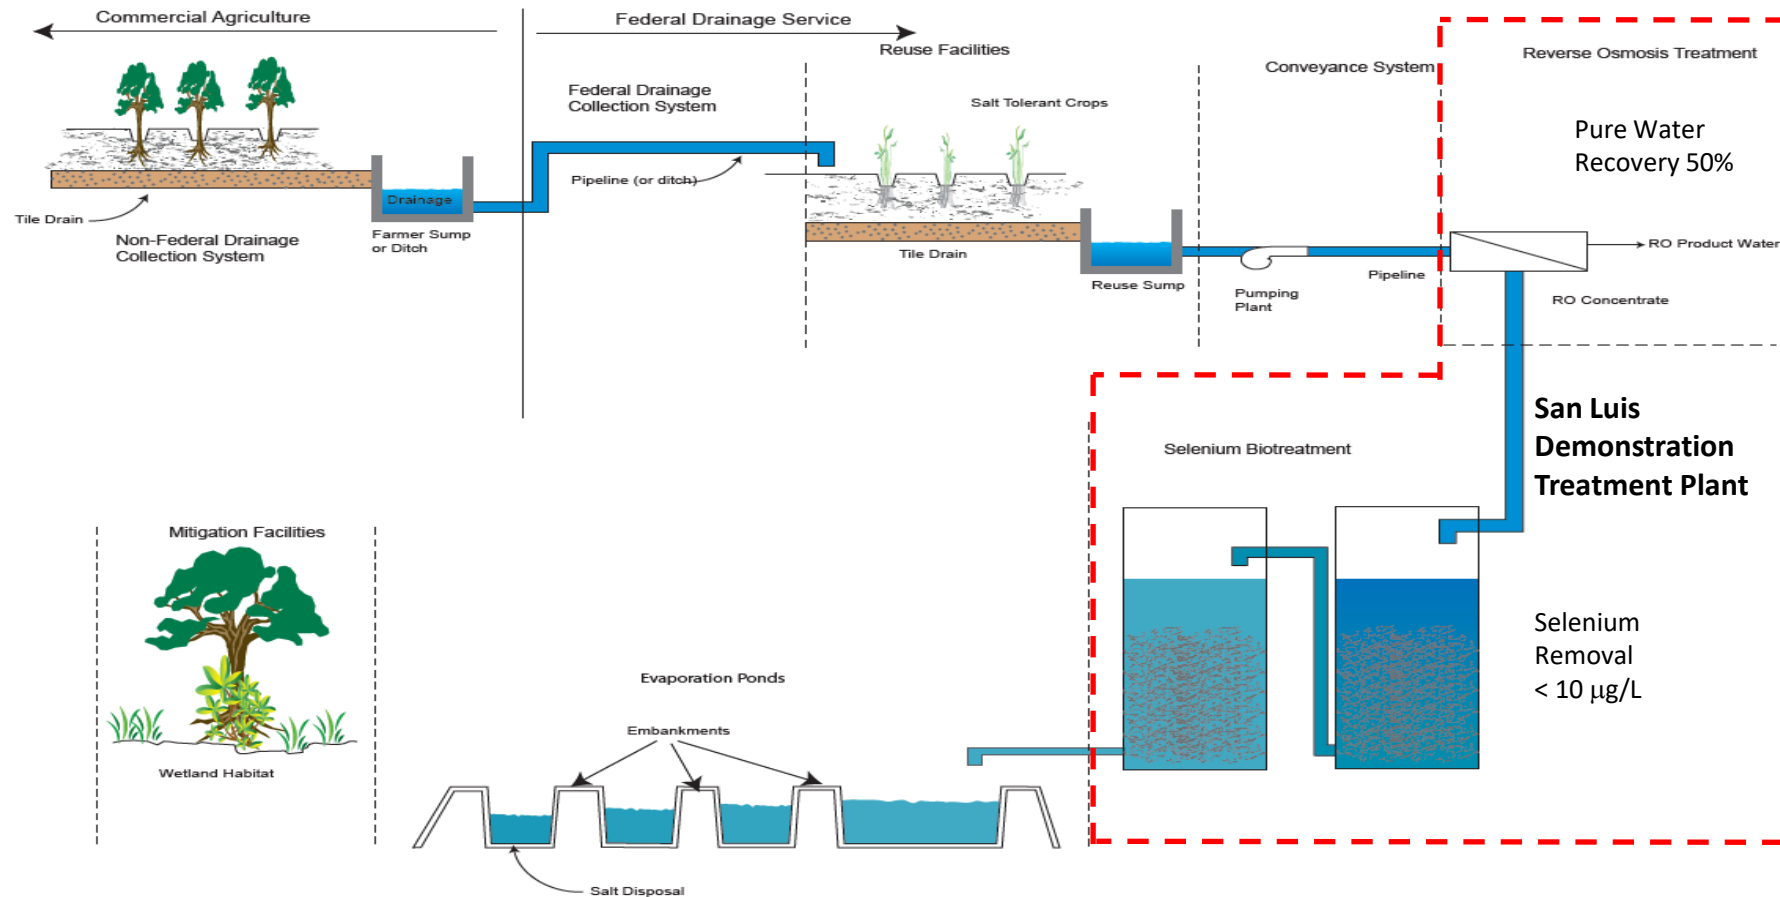 Commercial Agriculture
Federal Drainage Service
Reuse Facilities
Conveyance System
Reverse Osmosis Treatment
Federal Drainage
Collection System
Salt Tolerant Crops
Pure Water
Recovery 50%
Pipeline (or ditch)
Drainage
Tile Drain
Non-Federal Drainage
Collection System
Farmer Sump
or Ditch
Tile Drain
Reuse Sump
Pumping
Plant
Pipeline
RO Product Water
RO Concentrate
San Luis
Demonstration
Treatment Plant
Selenium Biotreatment
Selenium
Removal
< 10 μg/L
Mitigation Facilities
Wetland Habitat
Evaporation Ponds
Embankments
Salt Disposal